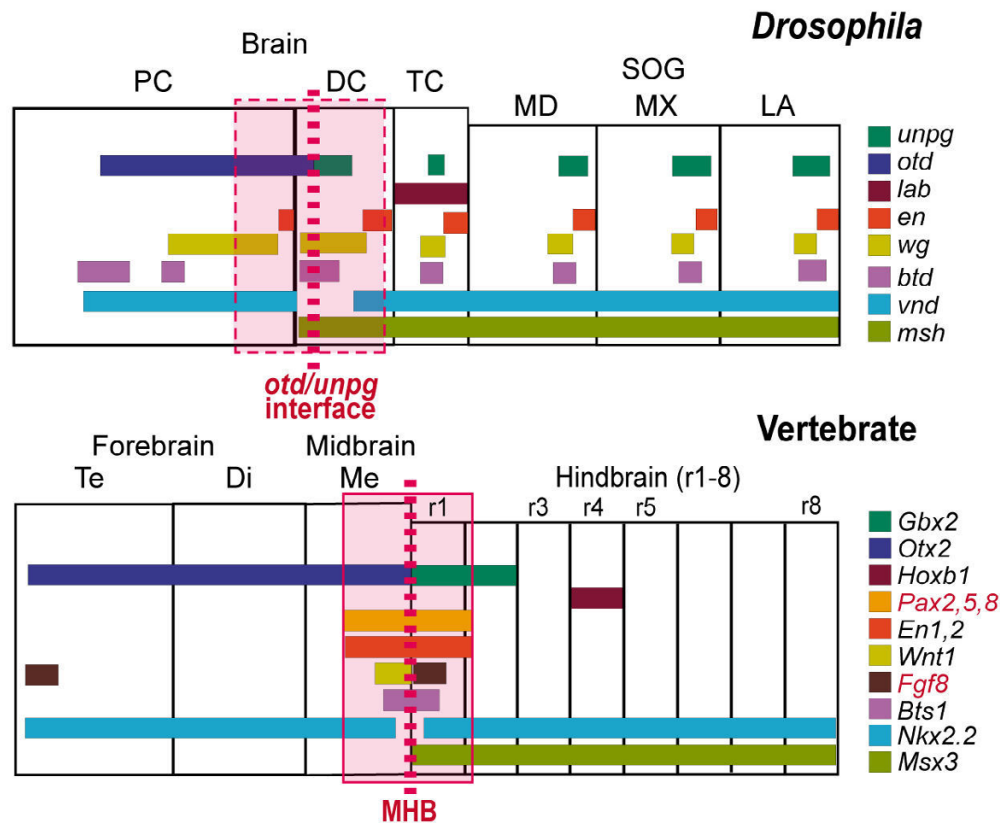 Drosophila
Brain
SOG
PC
DC
TC
MD
MX
LA
unpg
otd
lab
en
wg
btd
vnd
msh
otd/unpg
interface
Vertebrate
Forebrain
Midbrain
Hindbrain (r1-8)
Te
Di
Me
r1
r3
r4
r5
r8
Gbx2
Otx2
Hoxb1
Pax2,5,8
En1,2
Wnt1
Fgf8
Bts1
Nkx2.2
Msx3
MHB